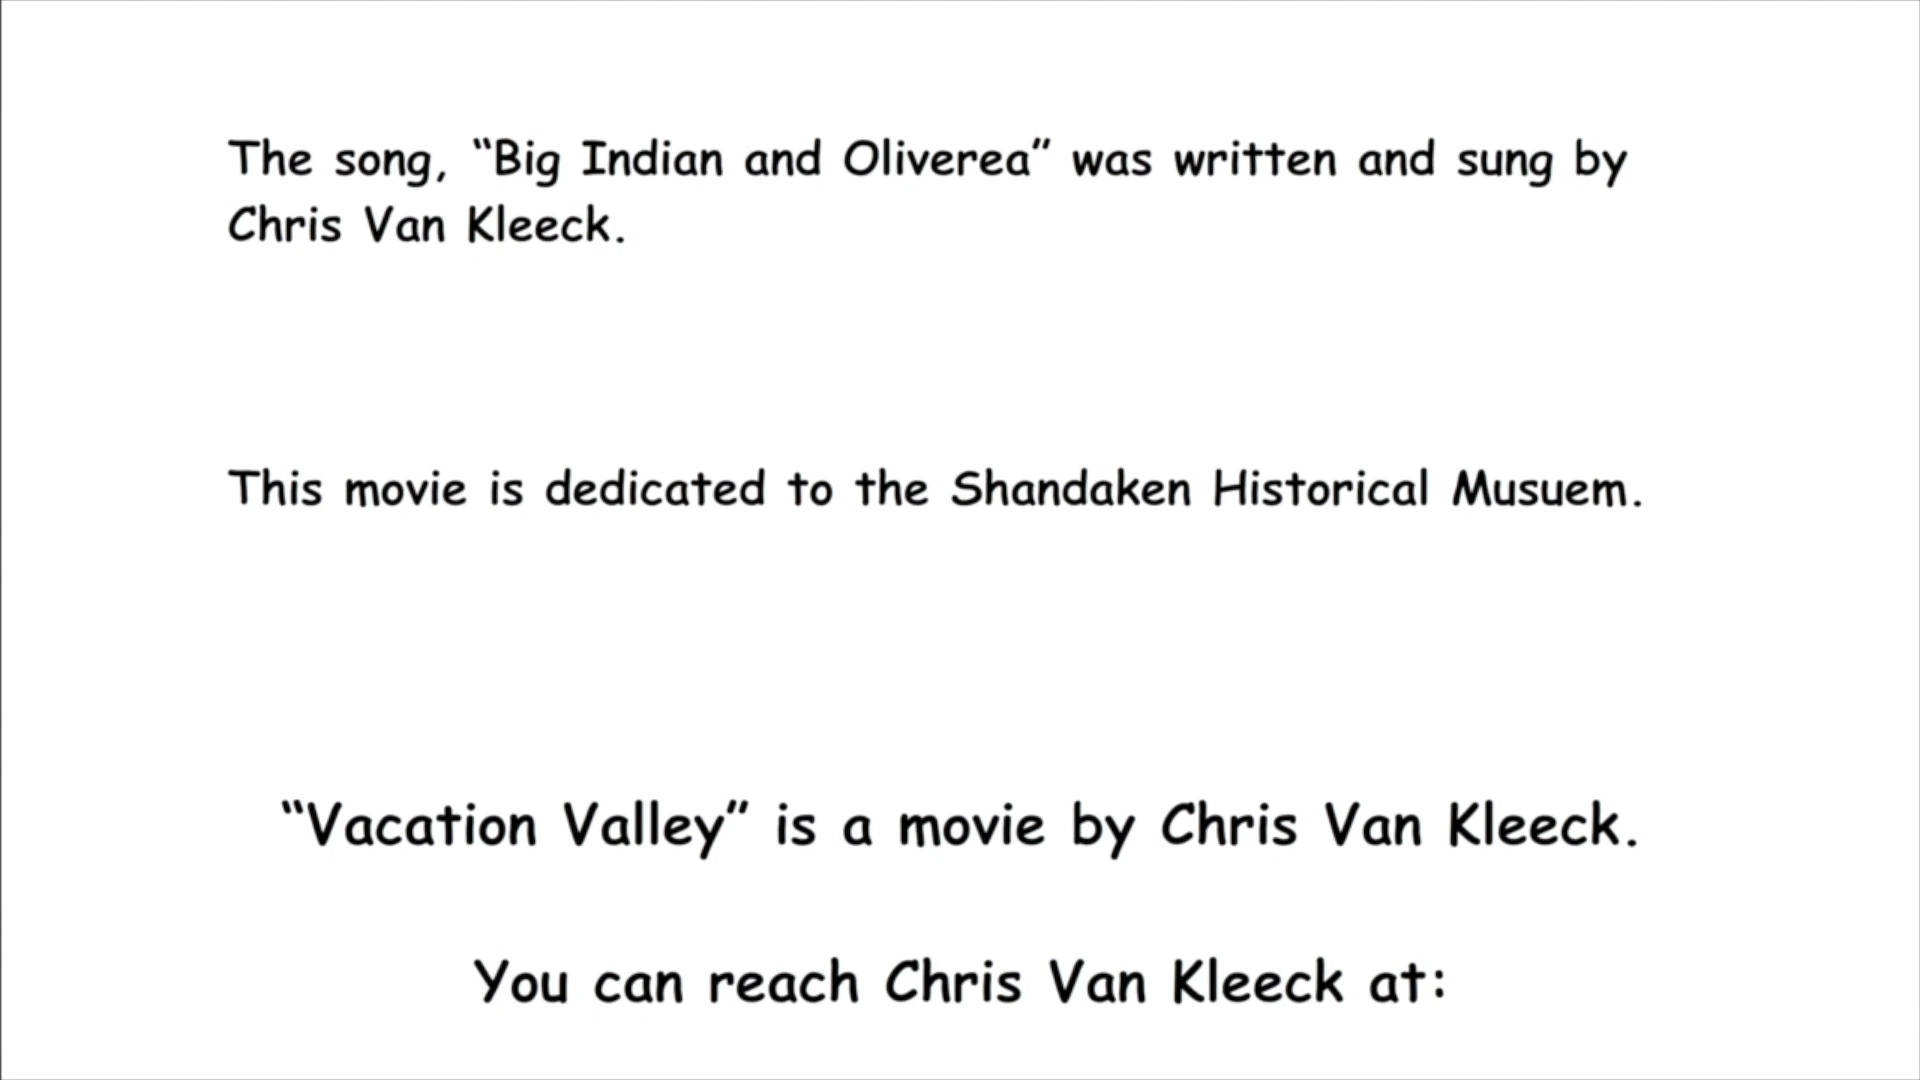 The song, “Big Indian and Oliverea” was written and sung by
Chris Van Kleeck.
This movie is dedicated to the Shandaken Historical Musuem.
“Vacation Valley” is a movie by Chris Van Kleeck.
You can reach Chris Van Kleeck at: